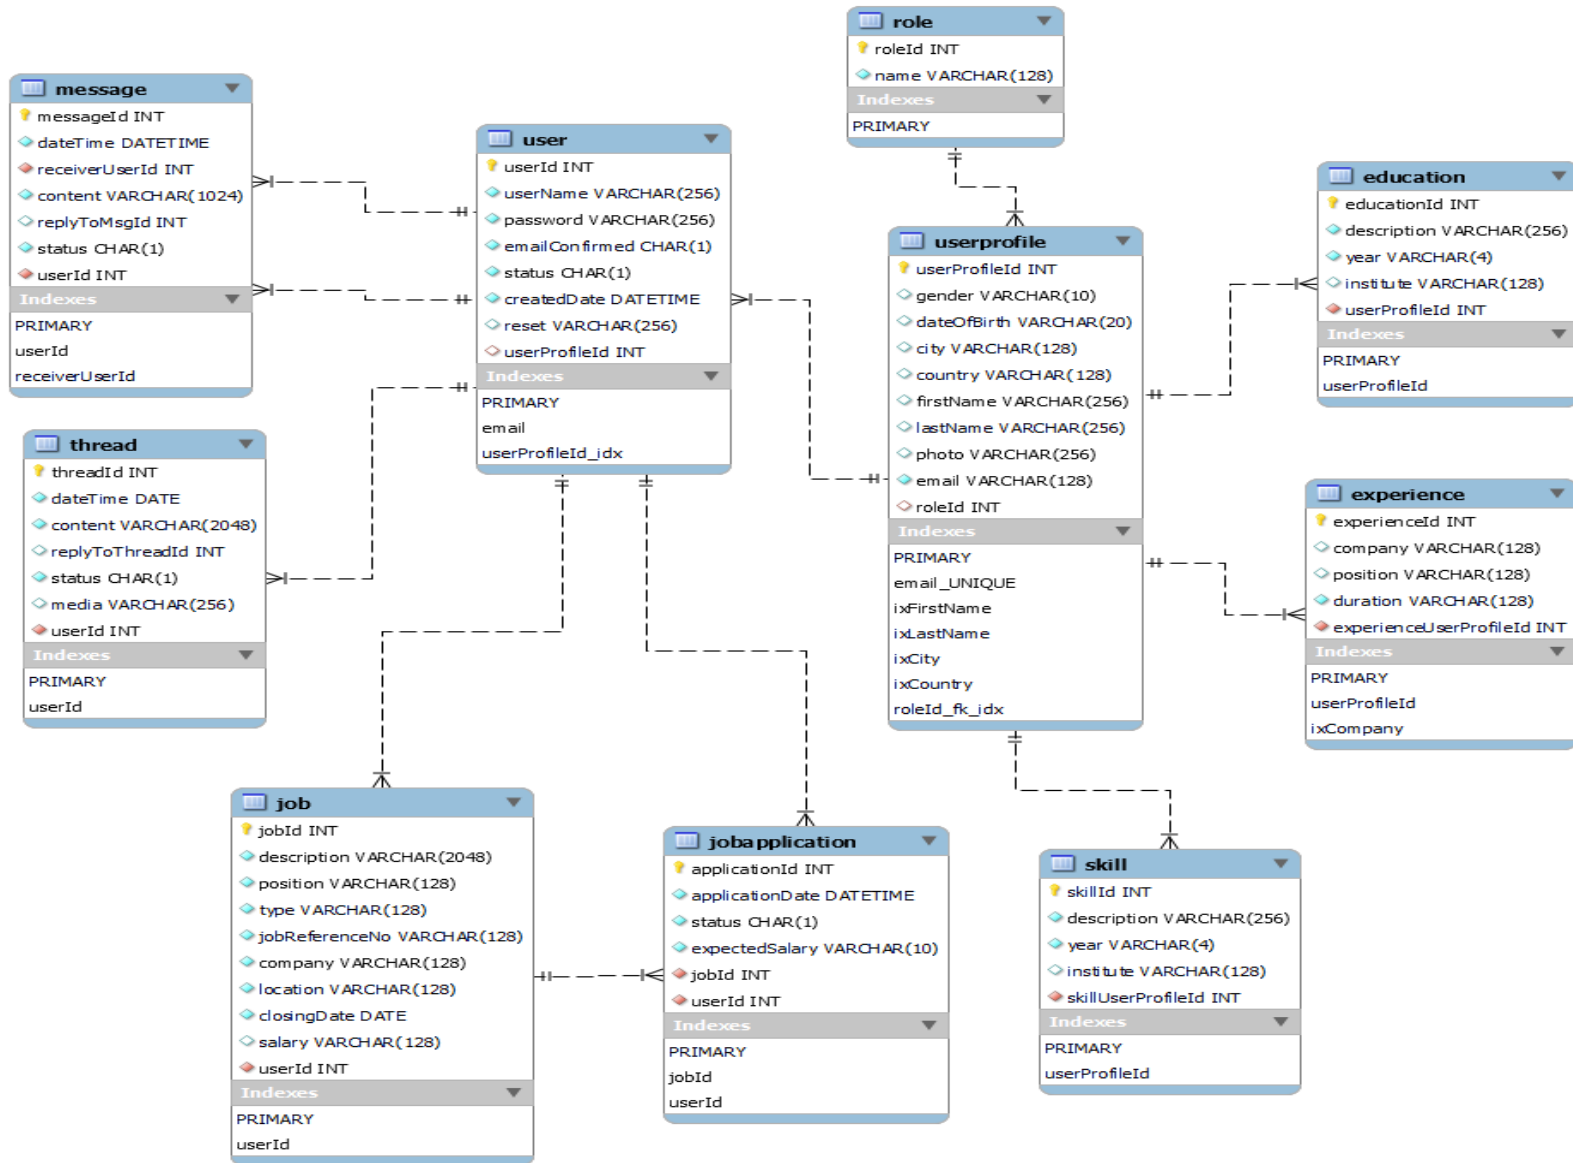 role
roleId INT
name VARCHAR(128)
Indexes
PRIMARY
message
messageId INT
dateTime DATETIME
receiverUserId INT
content VARCHAR(1024)
replyToMsgId INT
status CHAR(1)
userId INT
Indexes
PRIMARY
userId
receiverUserId
user
userId INT
userName VARCHAR(256)
password VARCHAR(256)
emailConfirmed CHAR(1)
status CHAR(1)
createdDate DATETIME
reset VARCHAR(256)
userProfileId INT
Indexes
PRIMARY
email
userProfileId_idx
userprofile
userProfileId INT
gender VARCHAR(10)
dateOfBirth VARCHAR(20)
city VARCHAR(128)
country VARCHAR(128)
firstName VARCHAR(256)
lastName VARCHAR(256)
photo VARCHAR(256)
email VARCHAR(128)
roleId INT
Indexes
PRIMARY
email_UNIQUE
ixFirstName
ixLastName
ixCity
ixCountry
roleId_fk_idx
education
educationId INT
description VARCHAR(256)
year VARCHAR(4)
institute VARCHAR(128)
userProfileId INT
Indexes
PRIMARY
userProfileId
thread
threadId INT
dateTime DATE
content VARCHAR(2048)
replyToThreadId INT
status CHAR(1)
media VARCHAR(256)
userId INT
Indexes
PRIMARY
userId
experience
experienceId INT
company VARCHAR(128)
position VARCHAR(128)
duration VARCHAR(128)
experienceUserProfileId INT
Indexes
PRIMARY
userProfileId
ixCompany
job
jobId INT
description VARCHAR(2048)
position VARCHAR(128)
type VARCHAR(128)
jobReferenceNo VARCHAR(128)
company VARCHAR(128)
location VARCHAR(128)
closingDate DATE
salary VARCHAR(128)
userId INT
Indexes
PRIMARY
userId
jobapplication
applicationId INT
applicationDate DATETIME
status CHAR(1)
expectedSalary VARCHAR(10)
jobId INT
userId INT
Indexes
PRIMARY
jobId
userId
skill
skillId INT
description VARCHAR(256)
year VARCHAR(4)
institute VARCHAR(128)
skillUserProfileId INT
Indexes
PRIMARY
userProfileId